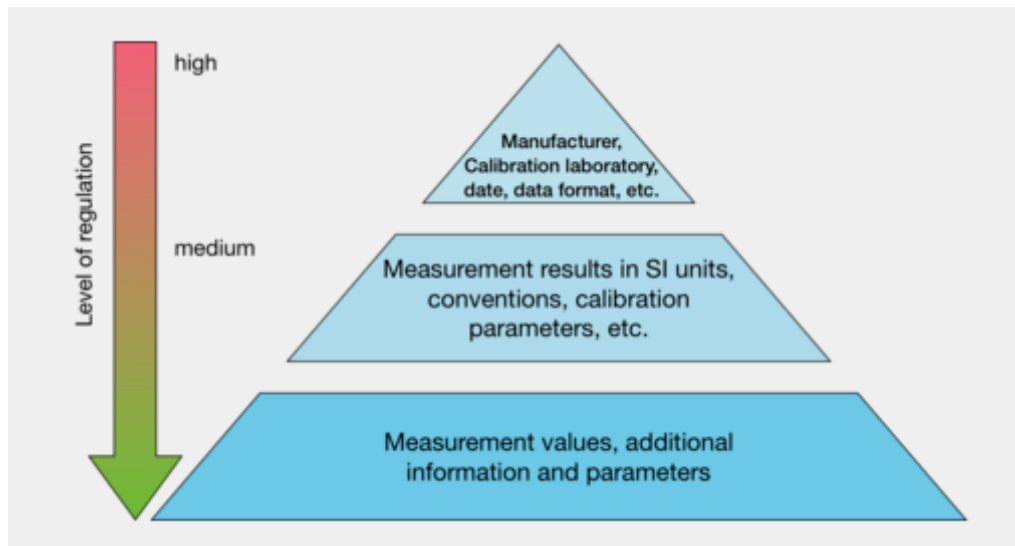 high
Level of regulation
medium
Manufacturer,
Calibration laboratory,
date, data format, etc.
Measurement results in SI units,
conventions, calibration
parameters, etc.
Measurement values, additional
information and parameters